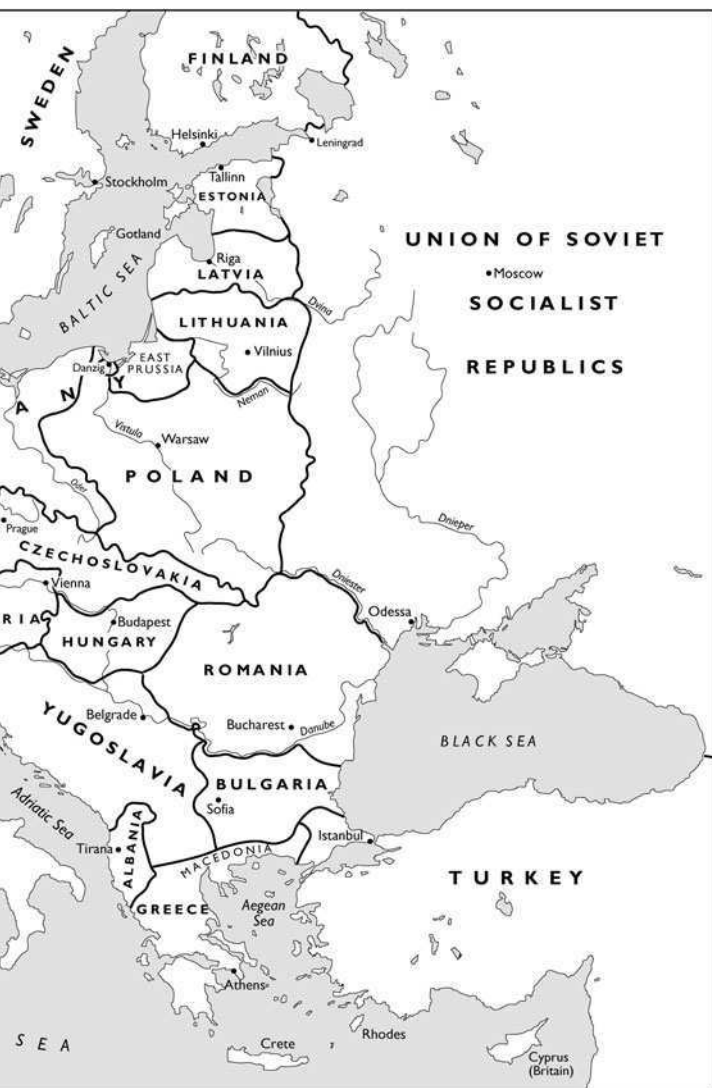 SWEDEN
FINLAND
Helsinki
Leningrad
Stockholm
Tallinn
ESTONIA
Gotland
BALTIC SEA
Riga
LATVIA
Dvina
UNION OF SOVIET
Moscow
SOCIALIST
REPUBLICS
LITHUANIA
Vilnius
EAST
PRUSSIA
Danzig
A N Y
Neman
Vistula
Warsaw
POLAND
Oder
Prague
Dnieper
CZECHOSLOVAKIA
Vienna
Dniester
Odessa
RIA
Budapest
HUNGARY
ROMANIA
YUGOSLAVIA
Belgrade
Bucharest
Danube
BLACK SEA
BULGARIA
Sofia
Adriatic Sea
Tirana
ALBANIA
MACEDONIA
Istanbul
TURKEY
GREECE
Aegean
Sea
Athens
SEA
Crete
Rhodes
Cyprus
(Britain)